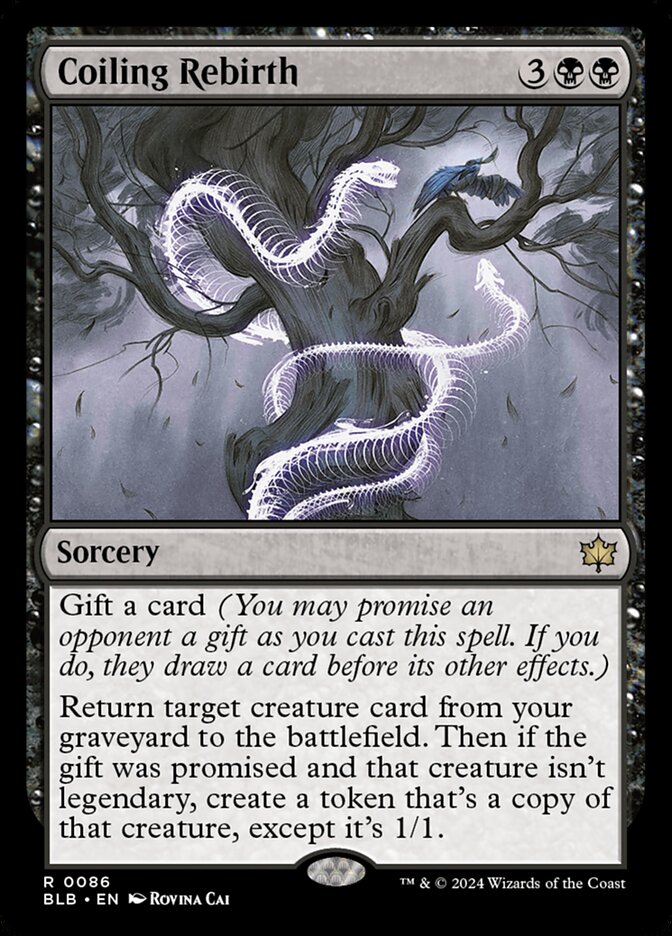 Coiling Rebirth 3
Sorcery
Gift a card (You may promise an
opponent a gift as you cast this spell. If you
do, they draw a card before its other effects.)
Return target creature card from your
graveyard to the battlefield. Then if the
gift was promised and that creature isn't
legendary, create a token that's a copy of
that creature, except it's 1/1.
R 0086
BLB • EN Rovina Cai
™ & © 2024 Wizards of the Coast